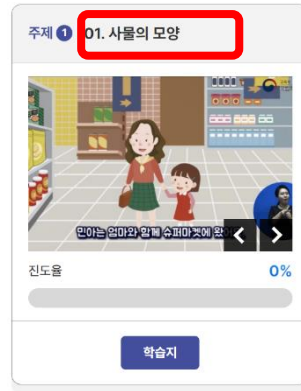 주제 1 01. 사물의 모양
민아는 엄마와 함께 슈퍼마켓에 왔
진도율 0%
학습지